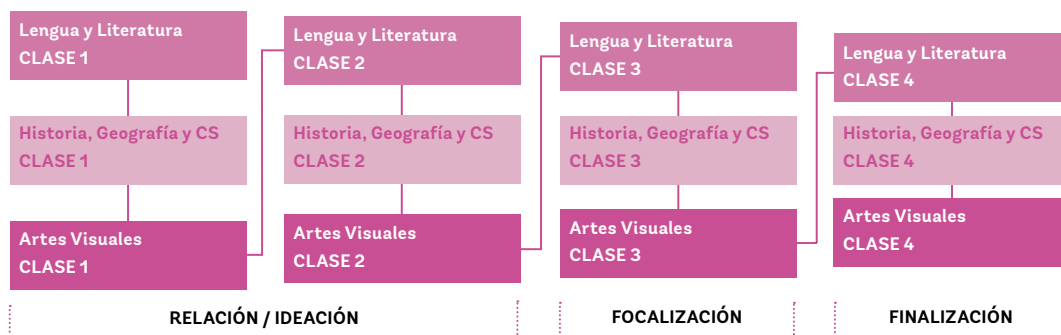 Lengua y Literatura
CLASE 1
Historia, Geografía y CS
CLASE 1
Artes Visuales
CLASE 1
Lengua y Literatura
CLASE 2
Historia, Geografía y CS
CLASE 2
Artes Visuales
CLASE 2
Lengua y Literatura
CLASE 3
Historia, Geografía y CS
CLASE 3
Artes Visuales
CLASE 3
Lengua y Literatura
CLASE 4
Historia, Geografía y CS
CLASE 4
Artes Visuales
CLASE 4
RELACIÓN / IDEACIÓN
FOCALIZACIÓN
FINALIZACIÓN